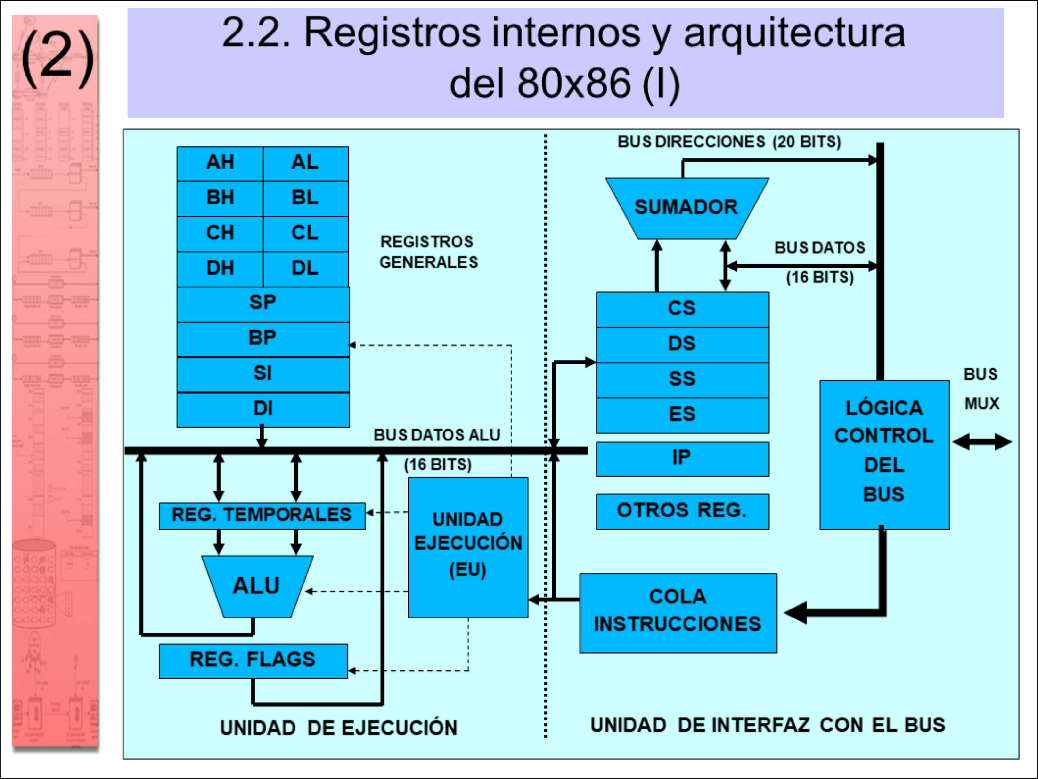 (2)
2.2. Registros internos y arquitectura
del 80x86 (I)
BUS DIRECCIONES (20 BITS)
AH AL
BH BL
CH CL
DH DL
SP
BP
SI
DI
REGISTROS
GENERALES
SUMADOR
BUS DATOS
(16 BITS)
CS
DS
SS
ES
IP
OTROS REG.
LÓGICA
CONTROL
DEL
BUS
BUS
MUX
BUS DATOS ALU
(16 BITS)
REG. TEMPORALES
ALU
REG. FLAGS
UNIDAD
EJECUCIÓN
(EU)
COLA
INSTRUCCIONES
UNIDAD DE EJECUCIÓN
UNIDAD DE INTERFAZ CON EL BUS